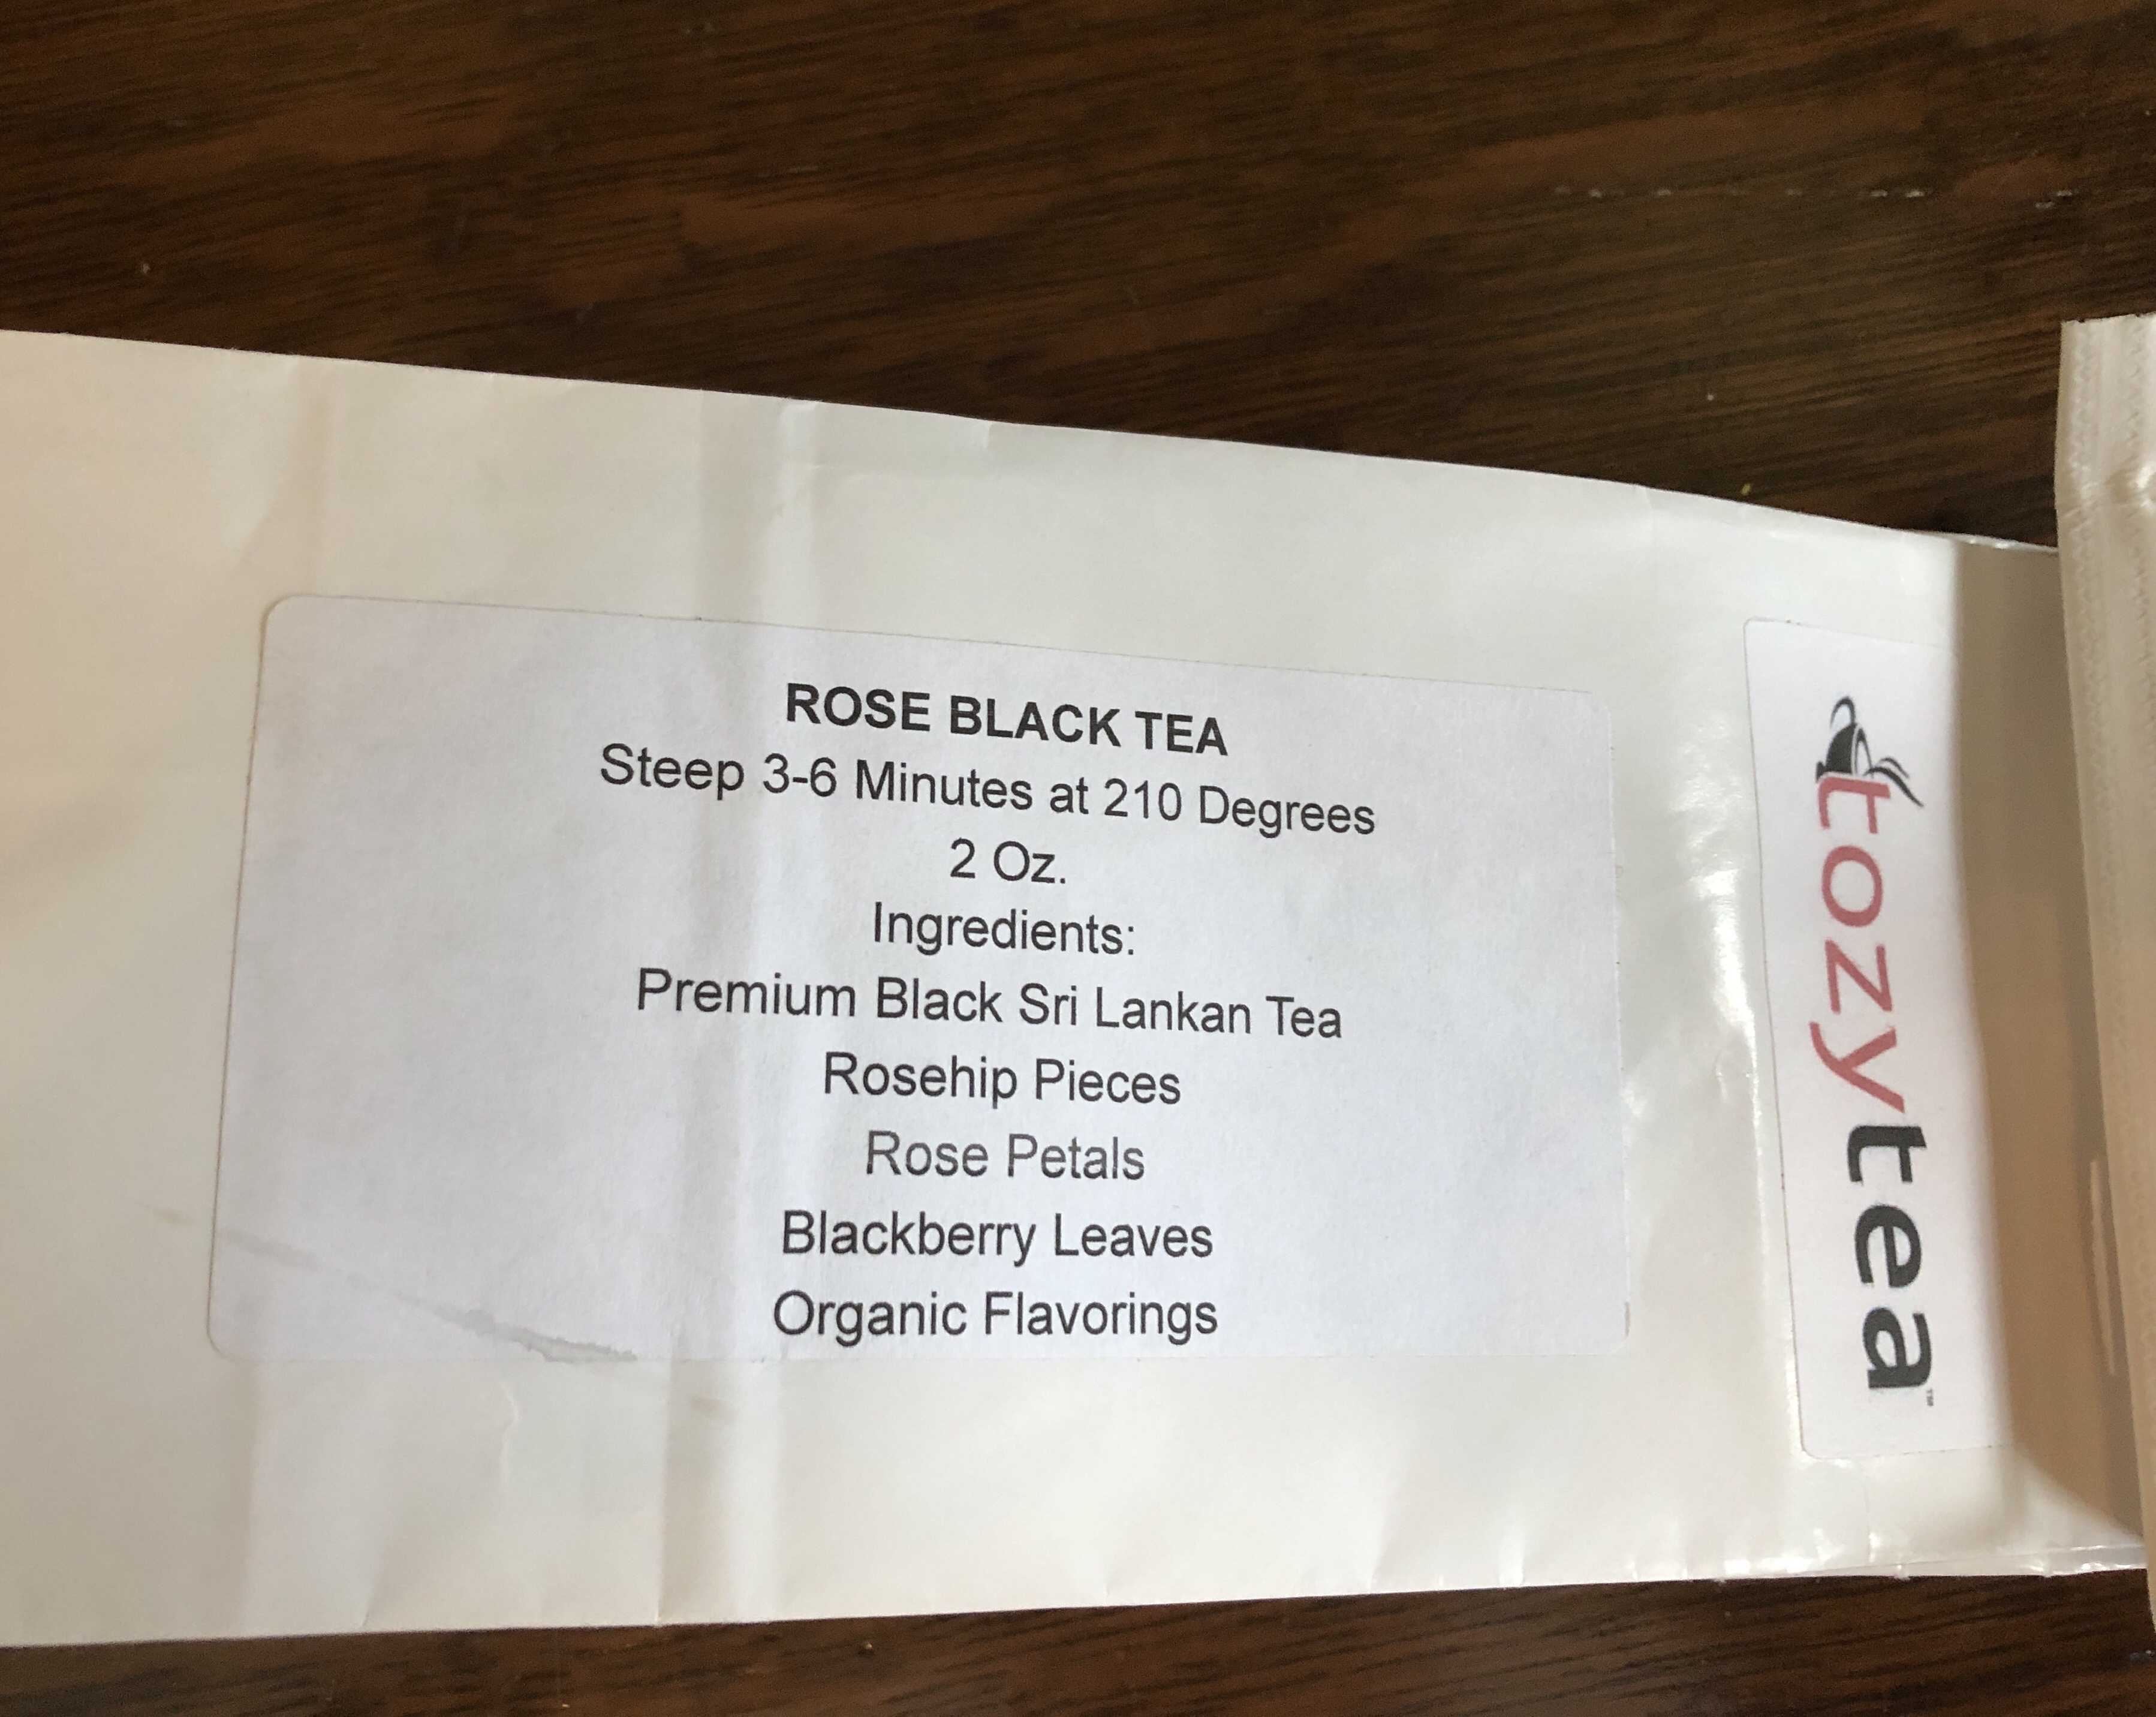 ROSE BLACK TEA
Steep 3-6 Minutes at 210 Degrees
2 Oz.
Ingredients:
Premium Black Sri Lankan Tea
Rosehip Pieces
Rose Petals
Blackberry Leaves
Organic Flavorings
tozytea™